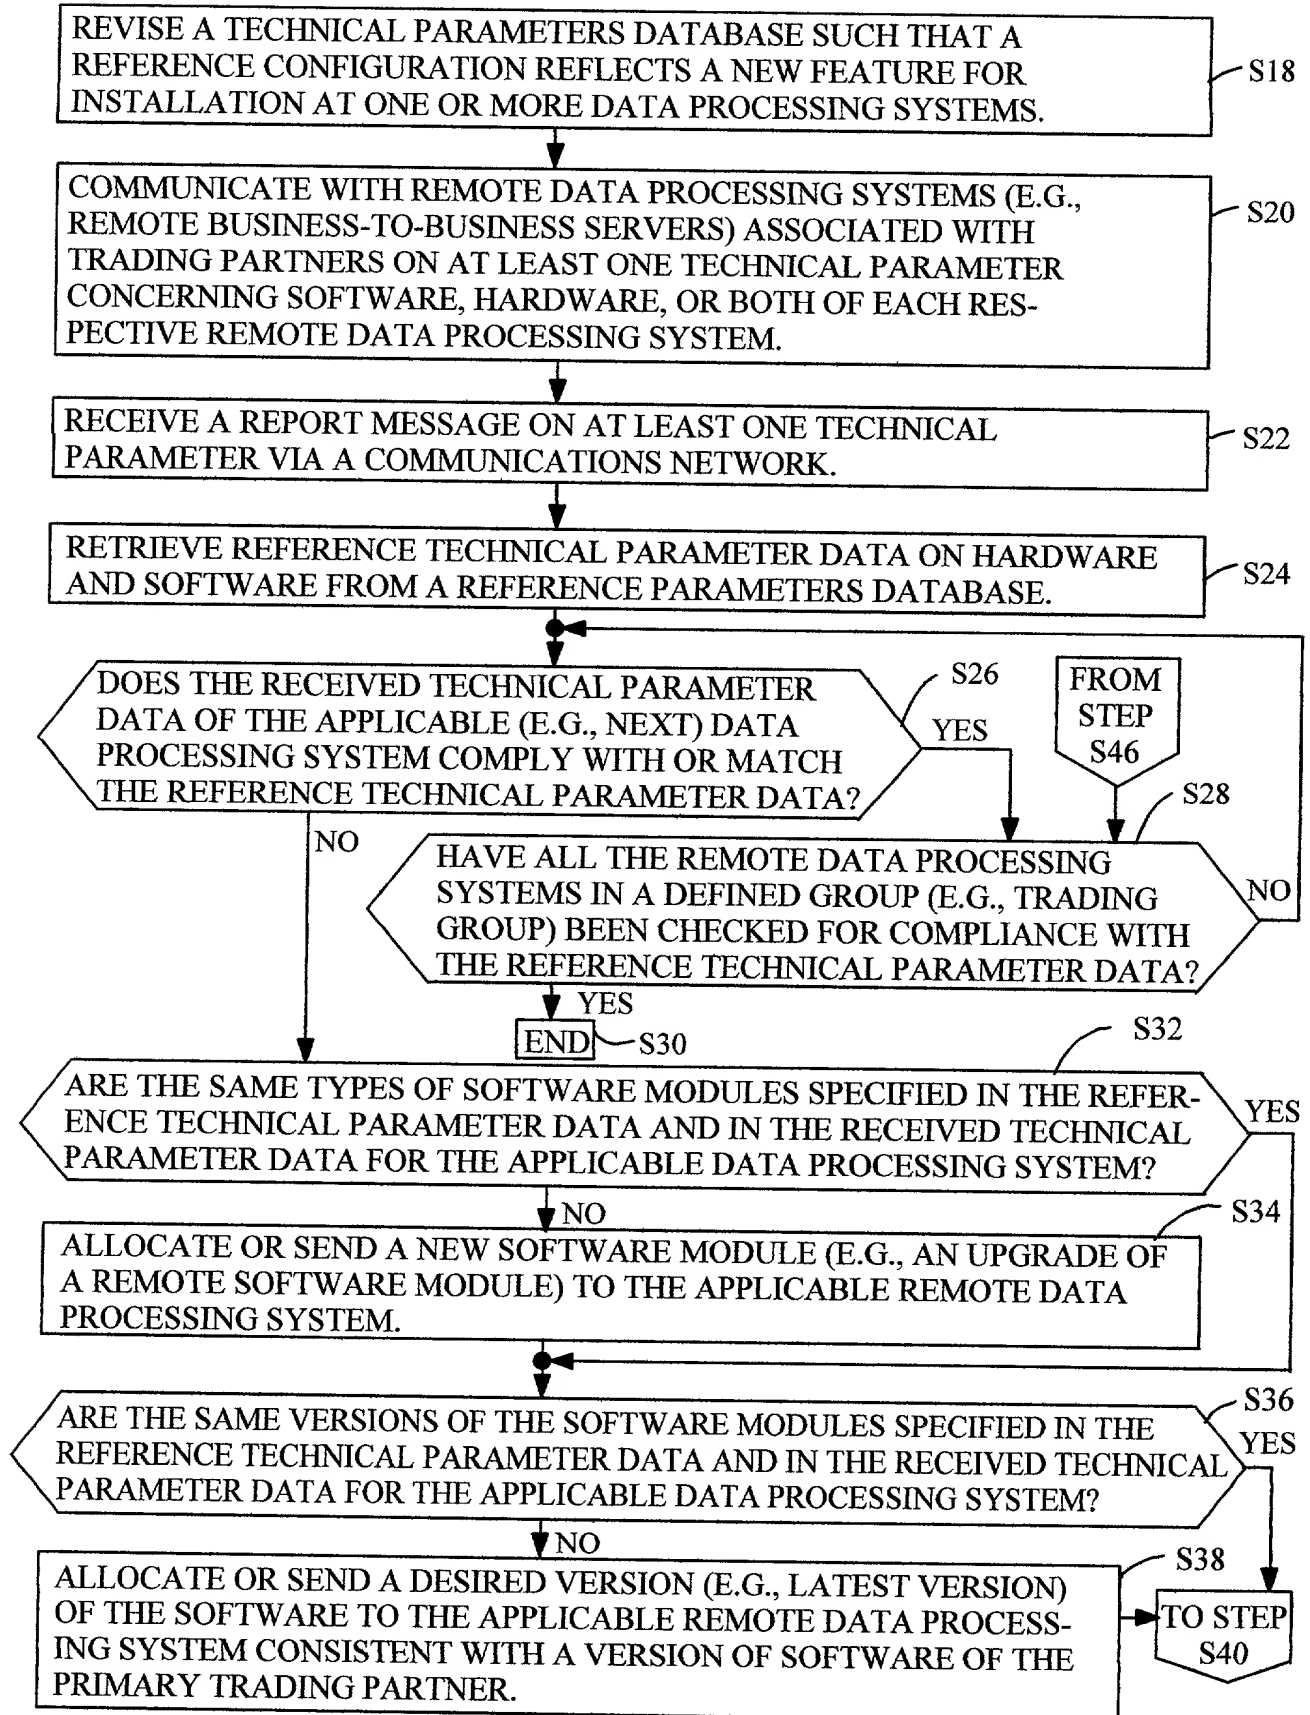 REVISE A TECHNICAL PARAMETERS DATABASE SUCH THAT A
REFERENCE CONFIGURATION REFLECTS A NEW FEATURE FOR
INSTALLATION AT ONE OR MORE DATA PROCESSING SYSTEMS.
S18
COMMUNICATE WITH REMOTE DATA PROCESSING SYSTEMS (E.G.,
REMOTE BUSINESS-TO-BUSINESS SERVERS) ASSOCIATED WITH
TRADING PARTNERS ON AT LEAST ONE TECHNICAL PARAMETER
CONCERNING SOFTWARE, HARDWARE, OR BOTH OF EACH RES-
PECTIVE REMOTE DATA PROCESSING SYSTEM.
S20
RECEIVE A REPORT MESSAGE ON AT LEAST ONE TECHNICAL
PARAMETER VIA A COMMUNICATIONS NETWORK.
S22
RETRIEVE REFERENCE TECHNICAL PARAMETER DATA ON HARDWARE
AND SOFTWARE FROM A REFERENCE PARAMETERS DATABASE.
S24
DOES THE RECEIVED TECHNICAL PARAMETER
DATA OF THE APPLICABLE (E.G., NEXT) DATA
PROCESSING SYSTEM COMPLY WITH OR MATCH
THE REFERENCE TECHNICAL PARAMETER DATA?
S26
YES
FROM
STEP
S46
NO
S28
HAVE ALL THE REMOTE DATA PROCESSING
SYSTEMS IN A DEFINED GROUP (E.G., TRADING
GROUP) BEEN CHECKED FOR COMPLIANCE WITH
THE REFERENCE TECHNICAL PARAMETER DATA?
NO
YES
END
S30
S32
ARE THE SAME TYPES OF SOFTWARE MODULES SPECIFIED IN THE REFER-
ENCE TECHNICAL PARAMETER DATA AND IN THE RECEIVED TECHNICAL
PARAMETER DATA FOR THE APPLICABLE DATA PROCESSING SYSTEM?
YES
NO
S34
ALLOCATE OR SEND A NEW SOFTWARE MODULE (E.G., AN UPGRADE OF
A REMOTE SOFTWARE MODULE) TO THE APPLICABLE REMOTE DATA
PROCESSING SYSTEM.
S36
ARE THE SAME VERSIONS OF THE SOFTWARE MODULES SPECIFIED IN THE
REFERENCE TECHNICAL PARAMETER DATA AND IN THE RECEIVED TECHNICAL
PARAMETER DATA FOR THE APPLICABLE DATA PROCESSING SYSTEM?
YES
NO
S38
ALLOCATE OR SEND A DESIRED VERSION (E.G., LATEST VERSION)
OF THE SOFTWARE TO THE APPLICABLE REMOTE DATA PROCESS-
ING SYSTEM CONSISTENT WITH A VERSION OF SOFTWARE OF THE
PRIMARY TRADING PARTNER.
TO STEP
S40